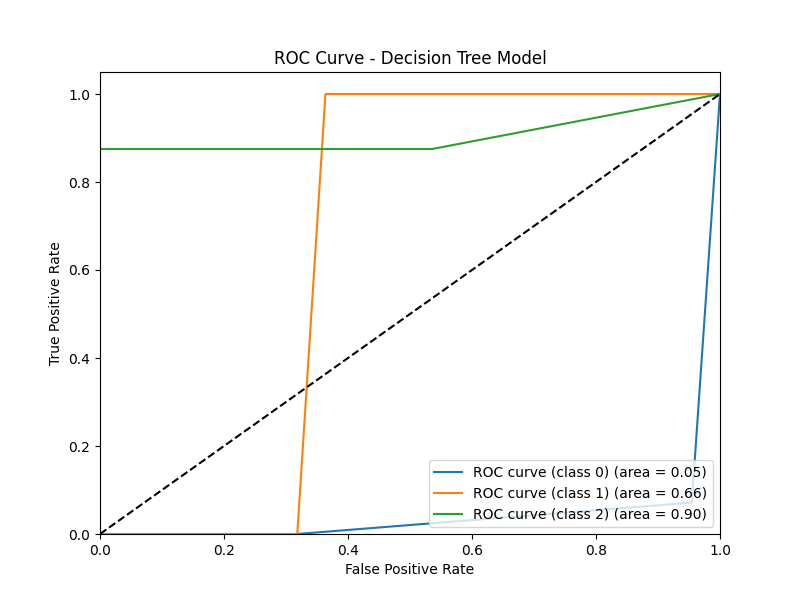 ROC Curve - Decision Tree Model
True Positive Rate
1.0
0.8
0.6
0.4
0.2
0.0
ROC curve (class 0) (area = 0.05)
ROC curve (class 1) (area = 0.66)
ROC curve (class 2) (area = 0.90)
0.0 0.2 0.4 0.6 0.8 1.0
False Positive Rate